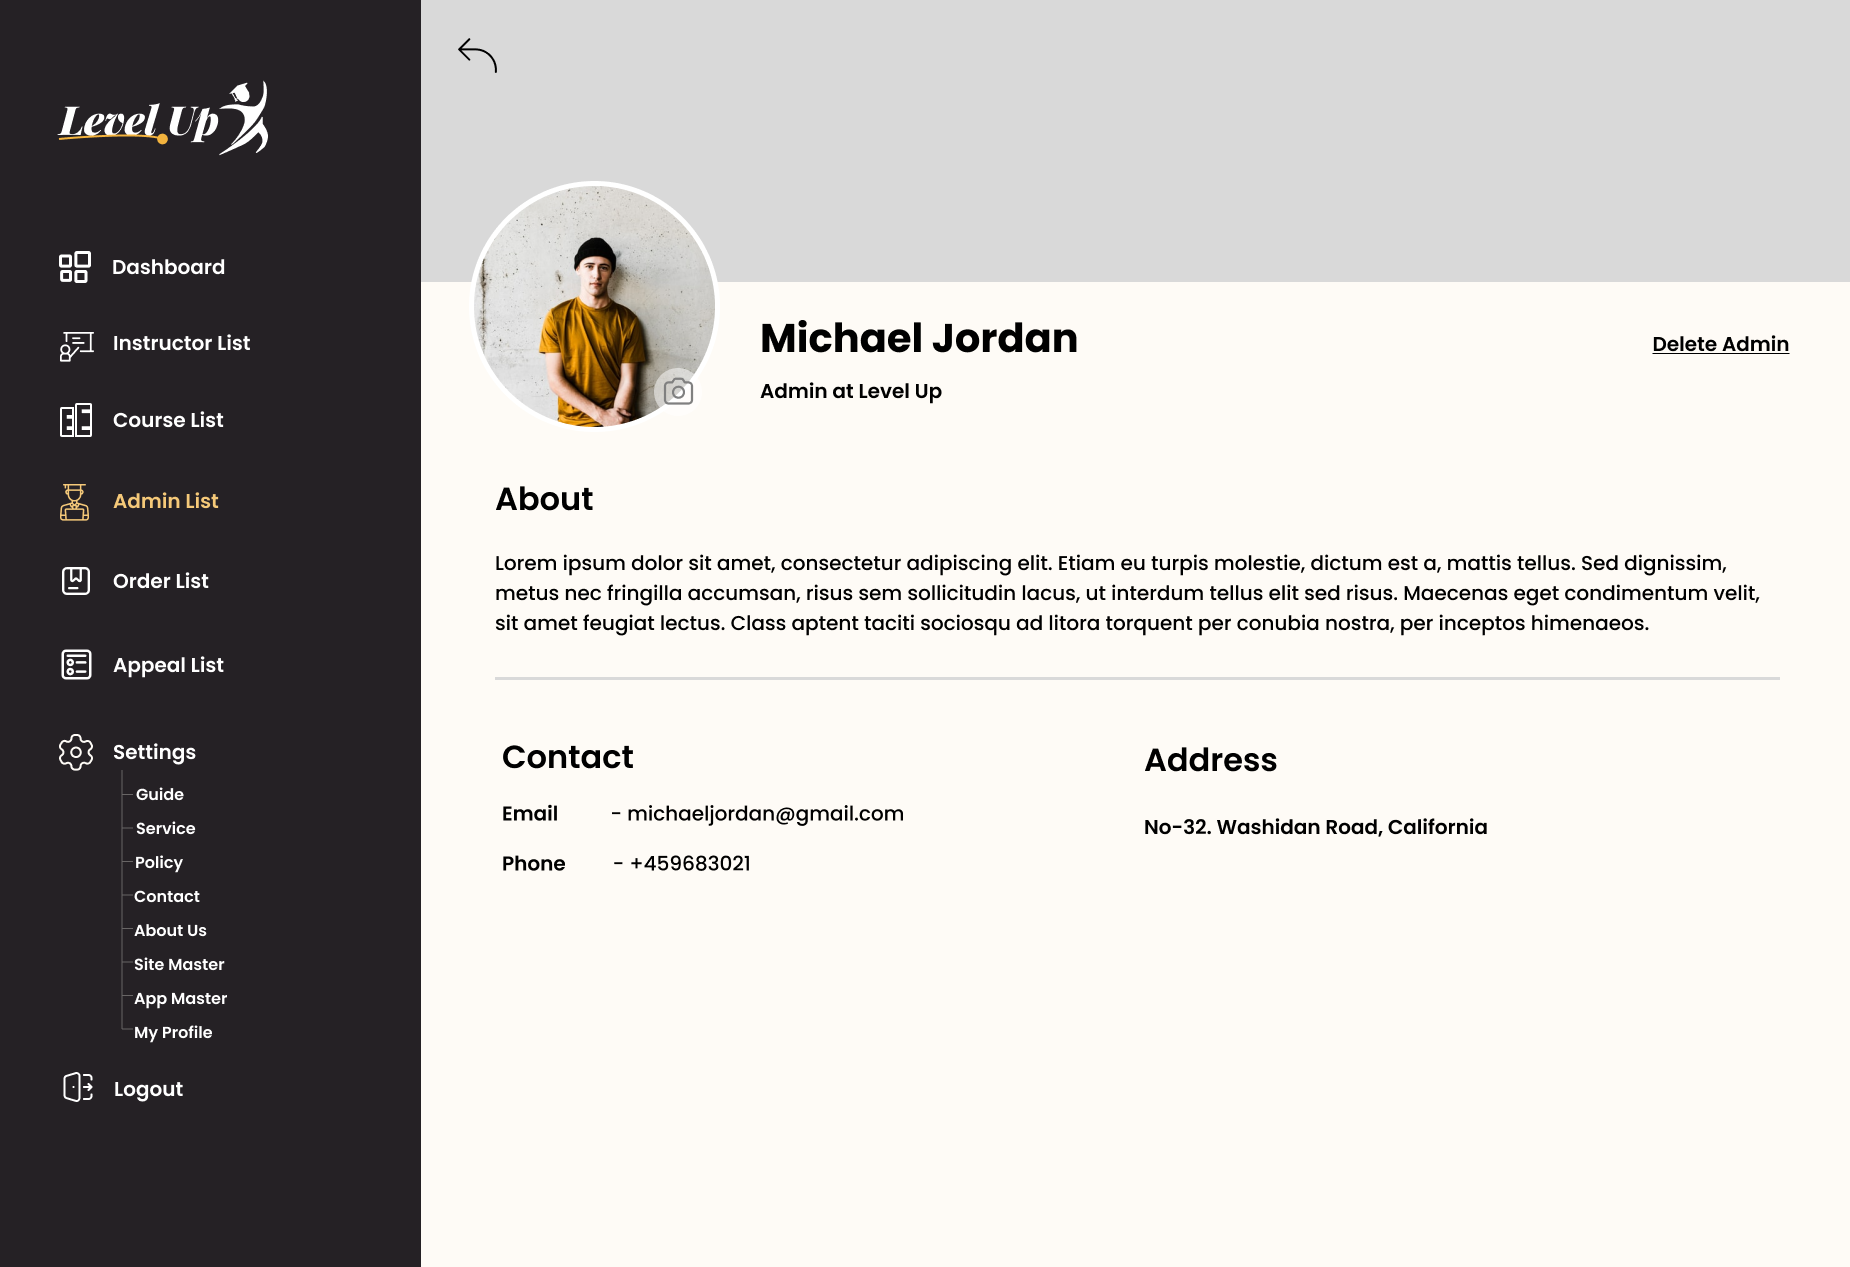 Level Up
Dashboard
Instructor List
Course List
Admin List
Order List
Appeal List
Settings
Guide
Service
Policy
Contact
About Us
Site Master
App Master
My Profile
Logout
Michael Jordan
Delete Admin
Admin at Level Up
About
Lorem ipsum dolor sit amet, consectetur adipiscing elit. Etiam eu turpis molestie, dictum est a, mattis tellus. Sed dignissim,
metus nec fringilla accumsan, risus sem sollicitudin lacus, ut interdum tellus elit sed risus. Maecenas eget condimentum velit,
sit amet feugiat lectus. Class aptent taciti sociosqu ad litora torquent per conubia nostra, per inceptos himenaeos.
Contact
Email - michaeljordan@gmail.com
Phone - +459683021
Address
No-32. Washidan Road, California